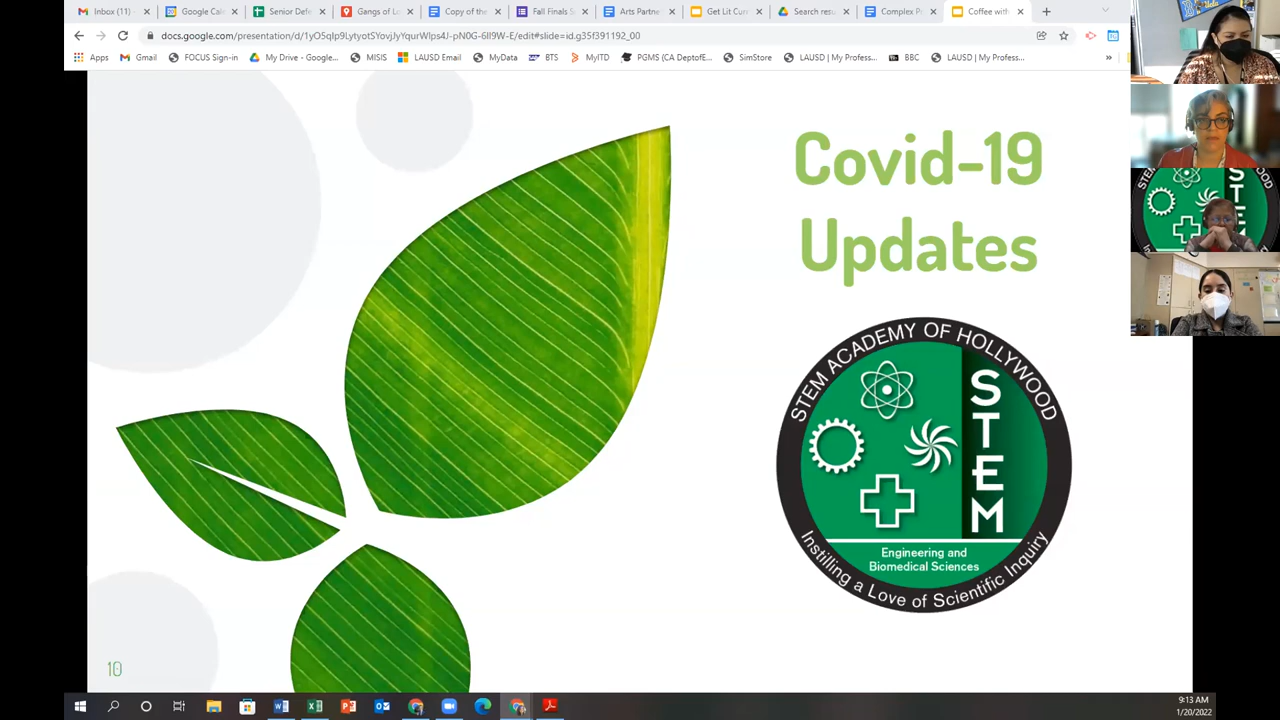 Inbox (11)
Google Cal
Senior Defe
Gangs of Lo
Copy of the
Fall Finals S
Arts Partne
Get Lit Curr
Search resu
Complex P
Coffee with
docs.google.com/presentation/d/1yO5qIp9LytyotSYovjJyYqurWIps4J-pN0G-6II9W-E/edit#slide=id.g35f391192_00
Apps
Gmail
FOCUS Sign-in
My Drive - Google...
MISIS
LAUSD Email
MyData
BTS
MyITD
PGMS (CA DeptofE...
SimStore
LAUSD | My Profess...
BBC
LAUSD | My Profess...
»
Covid-19
Updates
STEM ACADEMY OF HOLLYWOOD
STEM
Engineering and
Biomedical Sciences
Instilling a Love of Scientific Inquiry
10
9:13 AM
1/20/2022